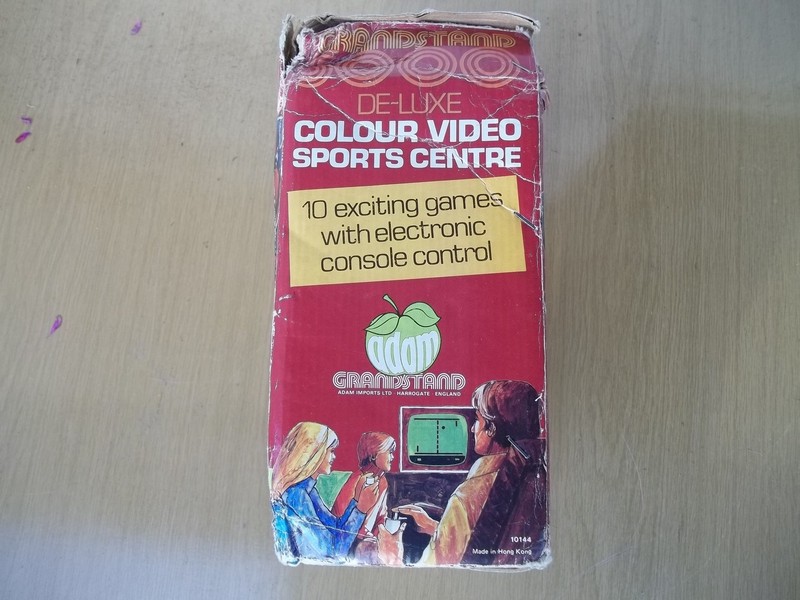 GRANDSTAND
DE-LUXE
COLOUR VIDEO
SPORTS CENTRE
10 exciting games
with electronic
console control
adam
GRANDSTAND
ADAM IMPORTS LTD · HARROGATE · ENGLAND
10144
Made in Hong Kong